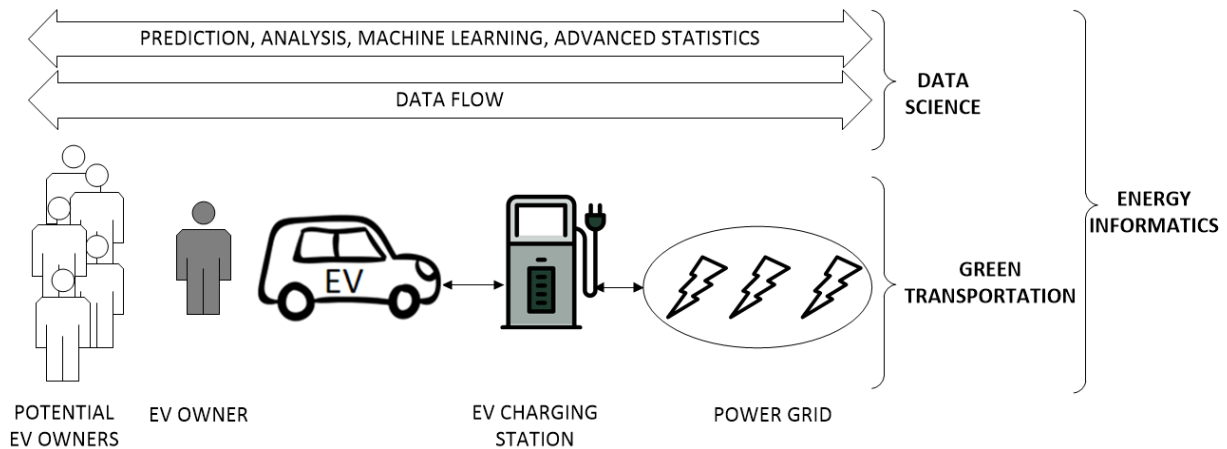 PREDICTION, ANALYSIS, MACHINE LEARNING, ADVANCED STATISTICS
DATA FLOW
DATA
SCIENCE
ENERGY
INFORMATICS
GREEN
TRANSPORTATION
EV
POTENTIAL
EV OWNERS
EV OWNER
EV CHARGING
STATION
POWER GRID